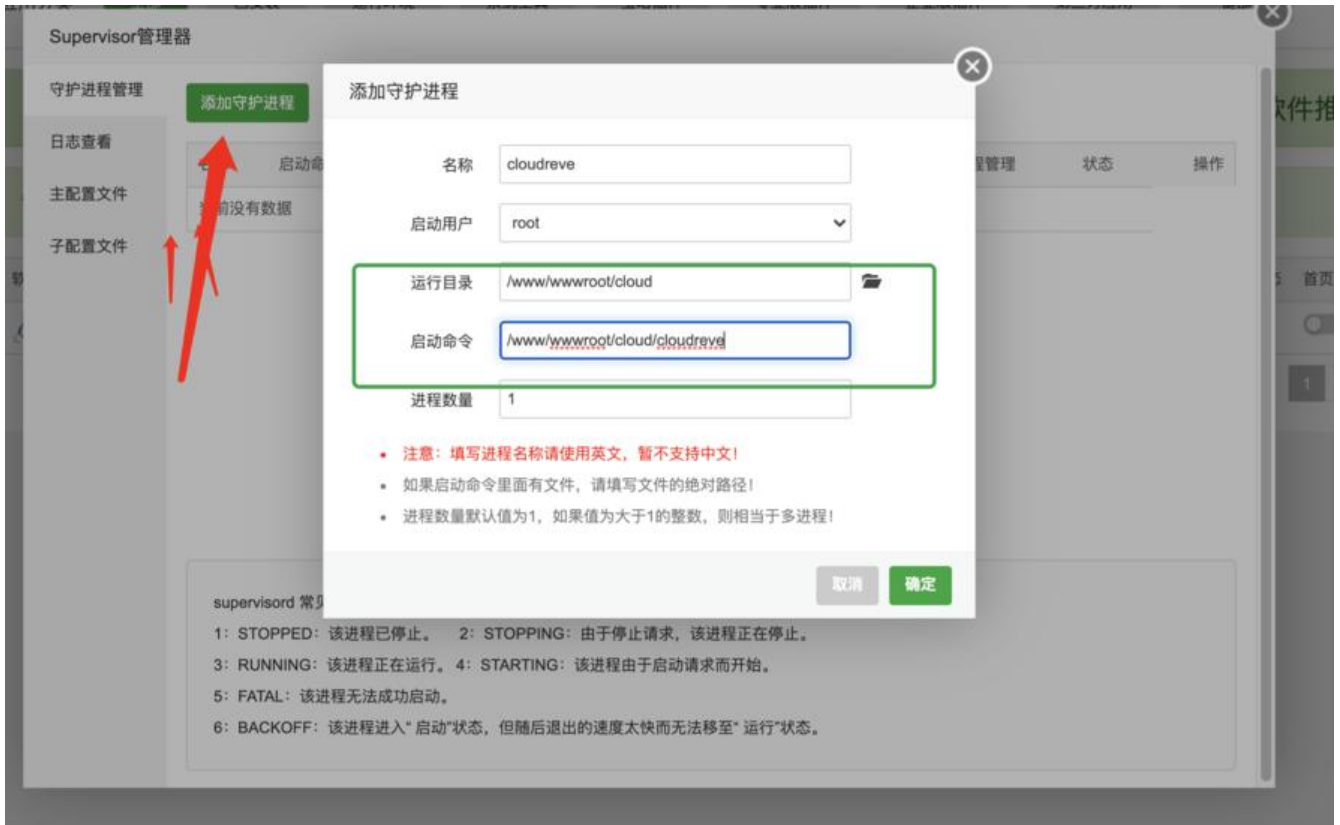 Supervisor管理器
守护进程管理
日志查看
主配置文件
子配置文件
添加守护进程
启动命
程管理
状态
操作
前没有数据
添加守护进程
名称 cloudreve
启动用户 root
运行目录 /www/wwwroot/cloud
启动命令 /www/wwwroot/cloud/cloudreve
进程数量 1
• 注意：填写进程名称请使用英文，暂不支持中文！
• 如果启动命令里面有文件，请填写文件的绝对路径！
• 进程数量默认值为1，如果值为大于1的整数，则相当于多进程！
取消 确定
supervisord 常见
1：STOPPED：该进程已停止。 2：STOPPING：由于停止请求，该进程正在停止。
3：RUNNING：该进程正在运行。4：STARTING：该进程由于启动请求而开始。
5：FATAL：该进程无法成功启动。
6：BACKOFF：该进程进入“ 启动”状态，但随后退出的速度太快而无法移至“ 运行”状态。
软件推
首页
1